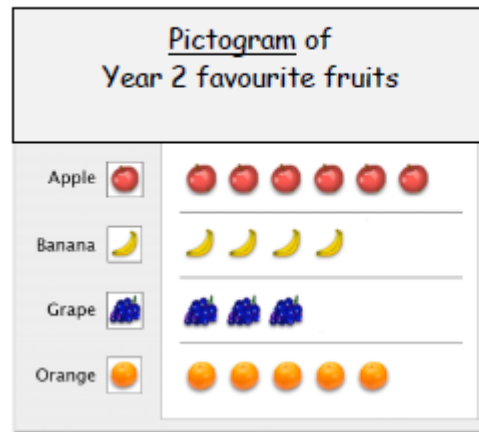 Pictogram of
Year 2 favourite fruits
Apple
Banana
Grape
Orange